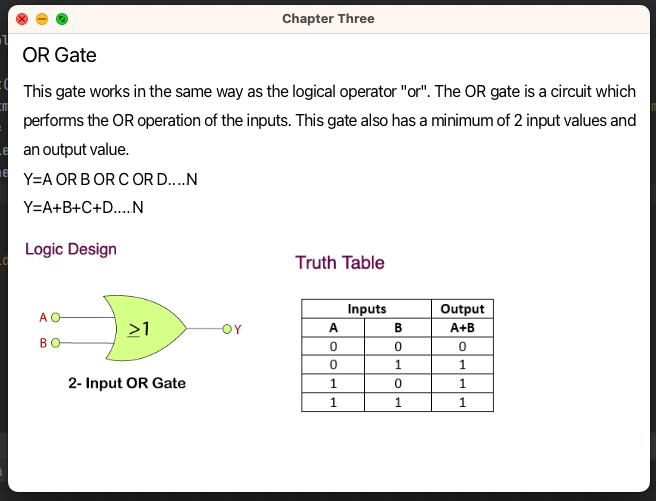 Chapter Three
OR Gate
This gate works in the same way as the logical operator "or". The OR gate is a circuit which
performs the OR operation of the inputs. This gate also has a minimum of 2 input values and
an output value.
Y=A OR B OR C OR D....N
Y=A+B+C+D....N
Logic Design
A
B
≥1
Y
2- Input OR Gate
Truth Table
Inputs Output
A B A+B
0 0 0
0 1 1
1 0 1
1 1 1